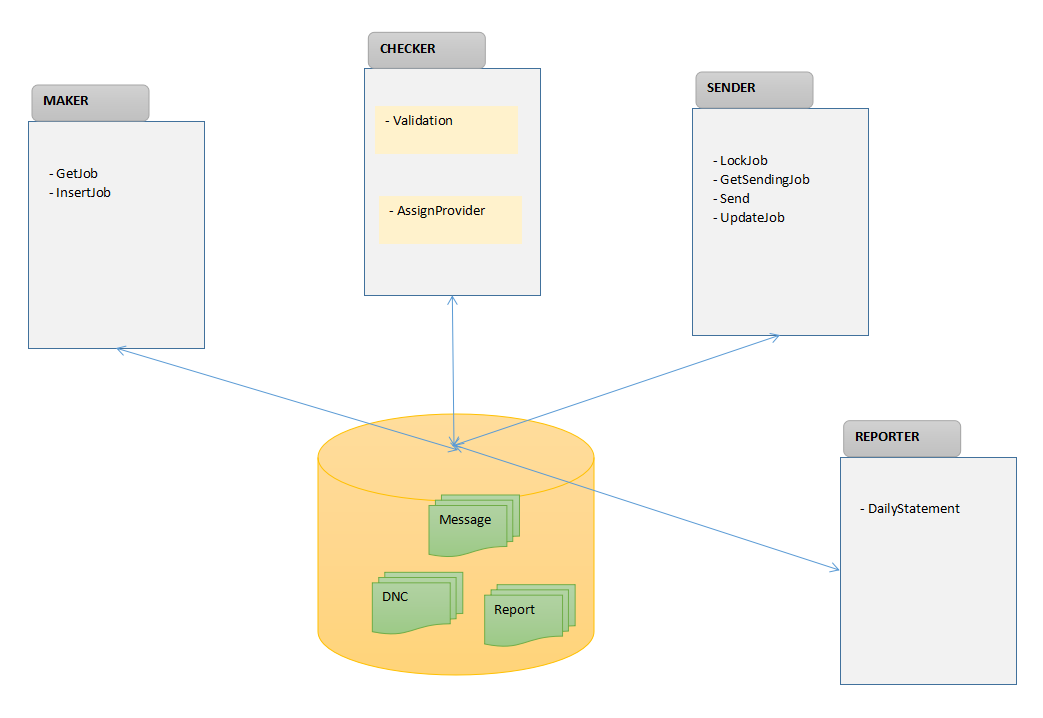 MAKER
- GetJob
- InsertJob
CHECKER
- Validation
- AssignProvider
SENDER
- LockJob
- GetSendingJob
- Send
- UpdateJob
REPORTER
- DailyStatement
Message
DNC
Report